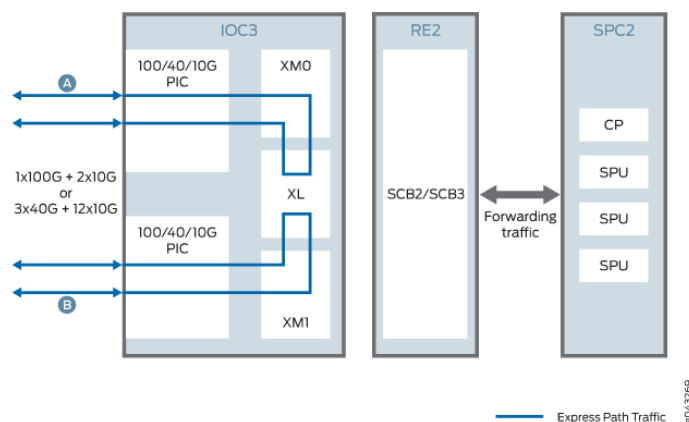 IOC3
RE2
SPC2
100/40/10G
PIC
XM0
A
CP
1x100G + 2x10G
or
3x40G + 12x10G
XL
SCB2/SCB3
Forwarding
traffic
SPU
SPU
SPU
100/40/10G
PIC
B
XM1
Express Path Traffic
g043269